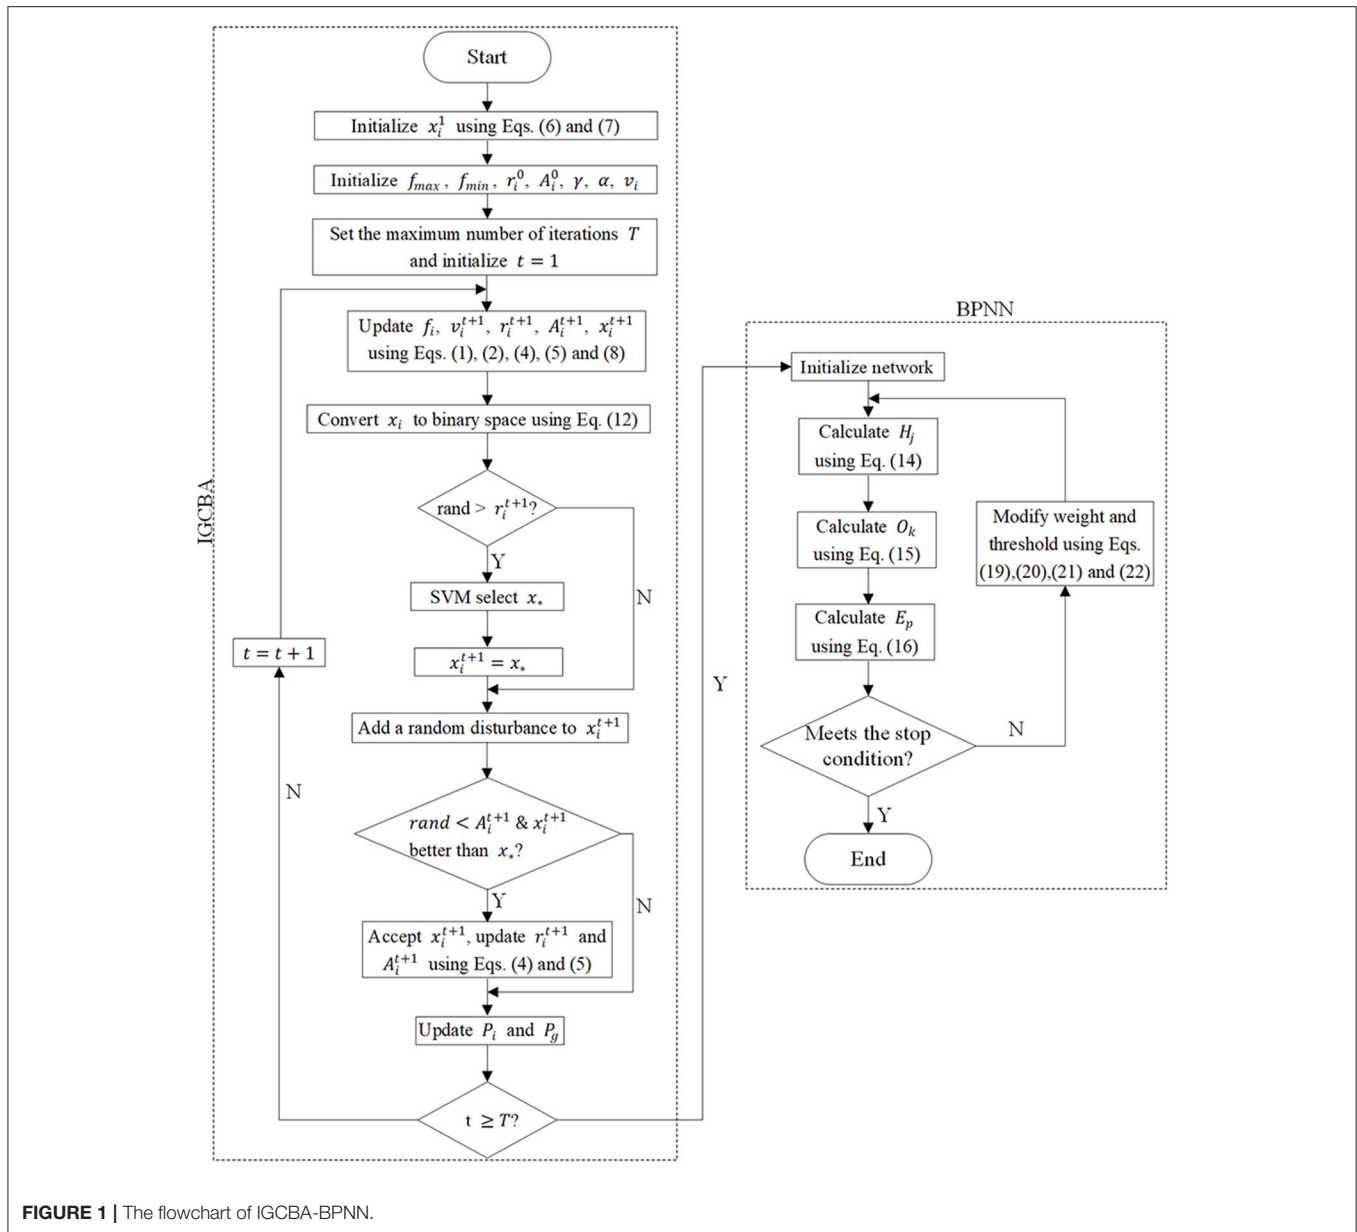 Start
Initialize x_i^1 using Eqs. (6) and (7)
Initialize f_max, f_min, r_i^0, A_i^0, γ, α, v_i
Set the maximum number of iterations T
and initialize t = 1
Update f_i, v_i^{t+1}, r_i^{t+1}, A_i^{t+1}, x_i^{t+1}
using Eqs. (1), (2), (4), (5) and (8)
Convert x_i to binary space using Eq. (12)
rand > r_i^{t+1}?
Y
N
SVM select x_*
x_i^{t+1} = x_*
t = t + 1
Add a random disturbance to x_i^{t+1}
N
rand < A_i^{t+1} & x_i^{t+1}
better than x_*?
Y
N
Accept x_i^{t+1}, update r_i^{t+1} and
A_i^{t+1} using Eqs. (4) and (5)
Update P_i and P_g
t ≥ T?
IGCBA
Y
BPNN
Initialize network
Calculate H_j
using Eq. (14)
Calculate O_k
using Eq. (15)
Calculate E_p
using Eq. (16)
Modify weight and
threshold using Eqs.
(19),(20),(21) and (22)
Meets the stop
condition?
N
Y
End
FIGURE 1 | The flowchart of IGCBA-BPNN.